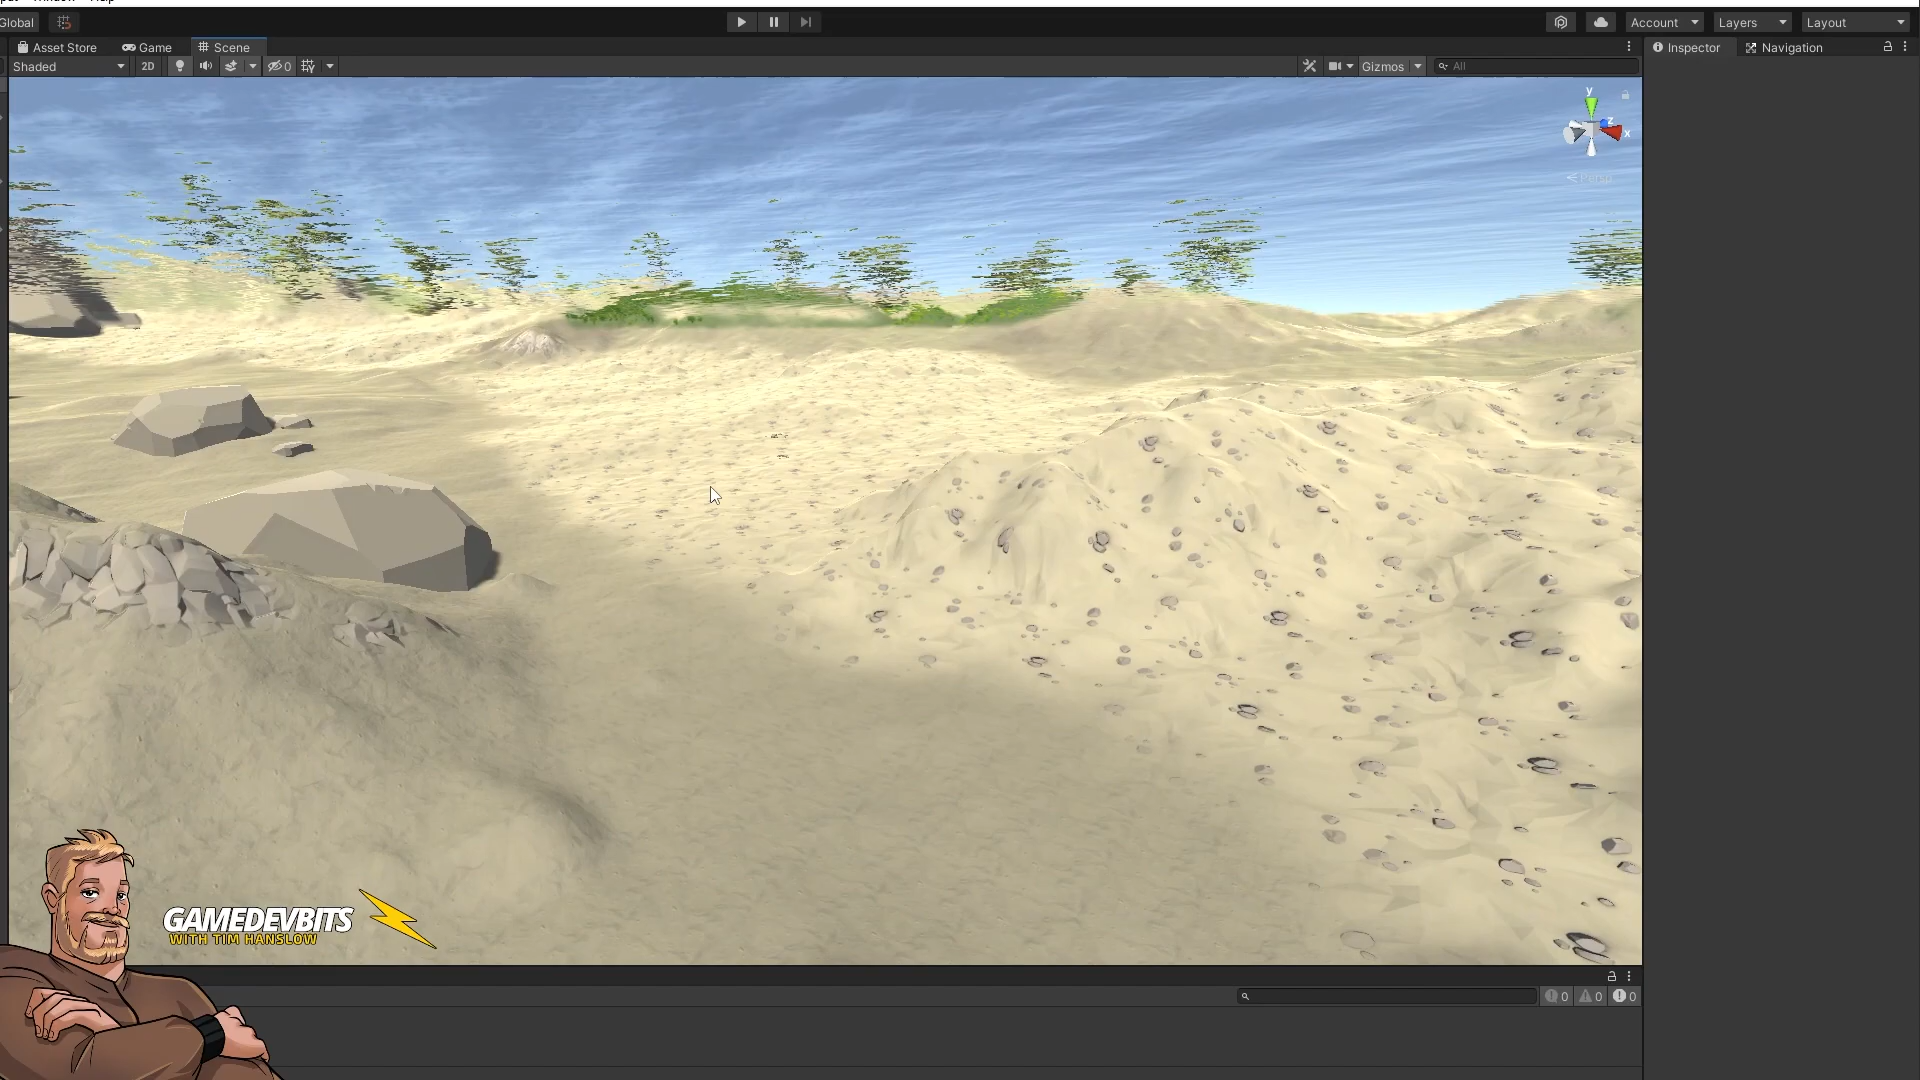 Global
Account
Layers
Layout
Asset Store
Game
Scene
Inspector
Navigation
Shaded
2D
0
Gizmos
All
y
z
x
Persp
GAMEDEVBITS
WITH TIM HANSLOW
0
0
0